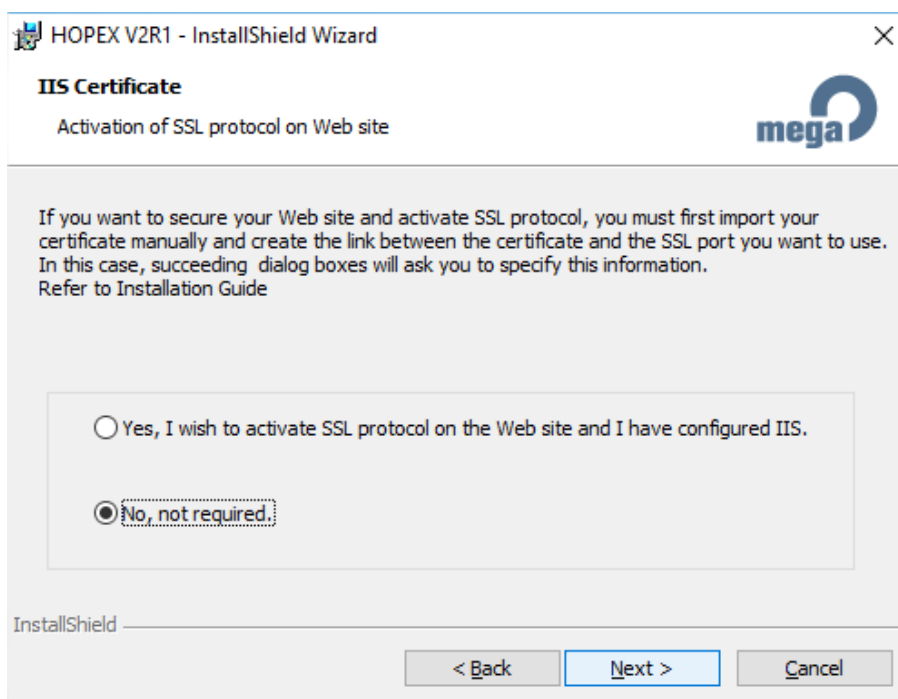 HOPEX V2R1 - InstallShield Wizard
IIS Certificate
Activation of SSL protocol on Web site
mega
If you want to secure your Web site and activate SSL protocol, you must first import your
certificate manually and create the link between the certificate and the SSL port you want to use.
In this case, succeeding  dialog boxes will ask you to specify this information.
Refer to Installation Guide
Yes, I wish to activate SSL protocol on the Web site and I have configured IIS.
No, not required.
InstallShield
< Back
Next >
Cancel